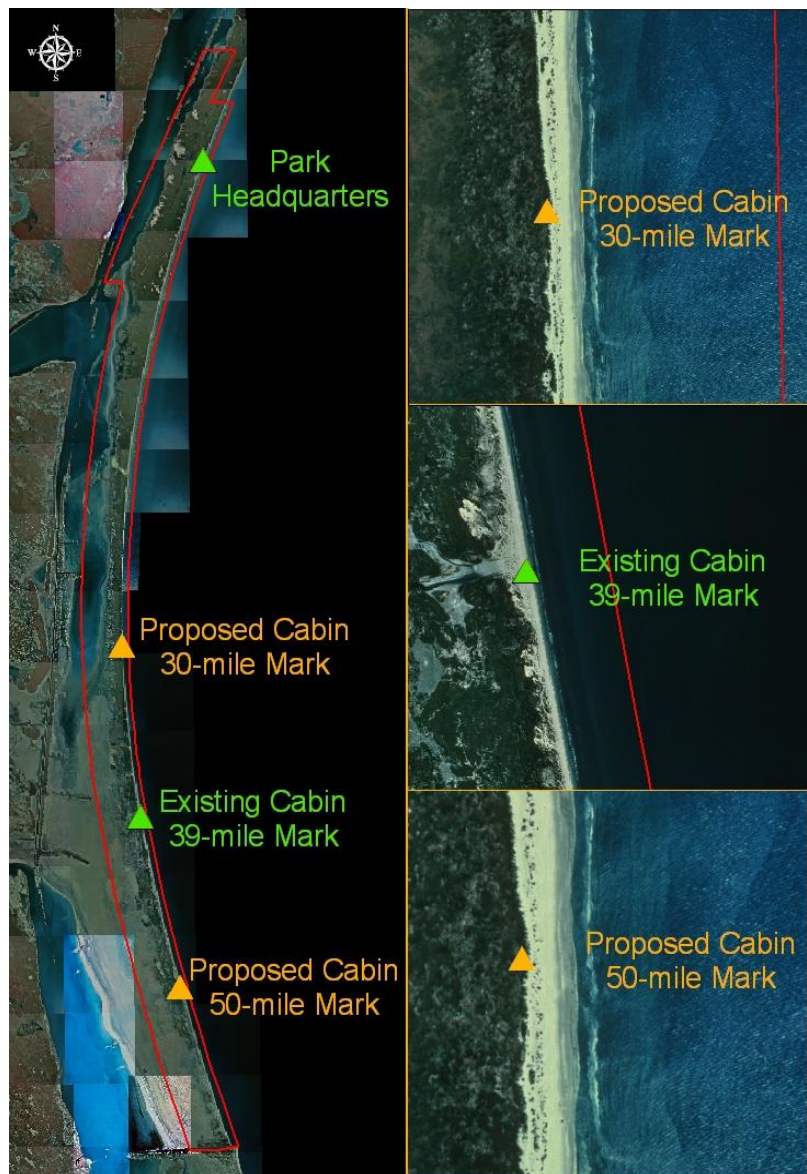 N
W E
S
Park
Headquarters
Proposed Cabin
30-mile Mark
Existing Cabin
39-mile Mark
Proposed Cabin
50-mile Mark
Proposed Cabin
30-mile Mark
Existing Cabin
39-mile Mark
Proposed Cabin
50-mile Mark